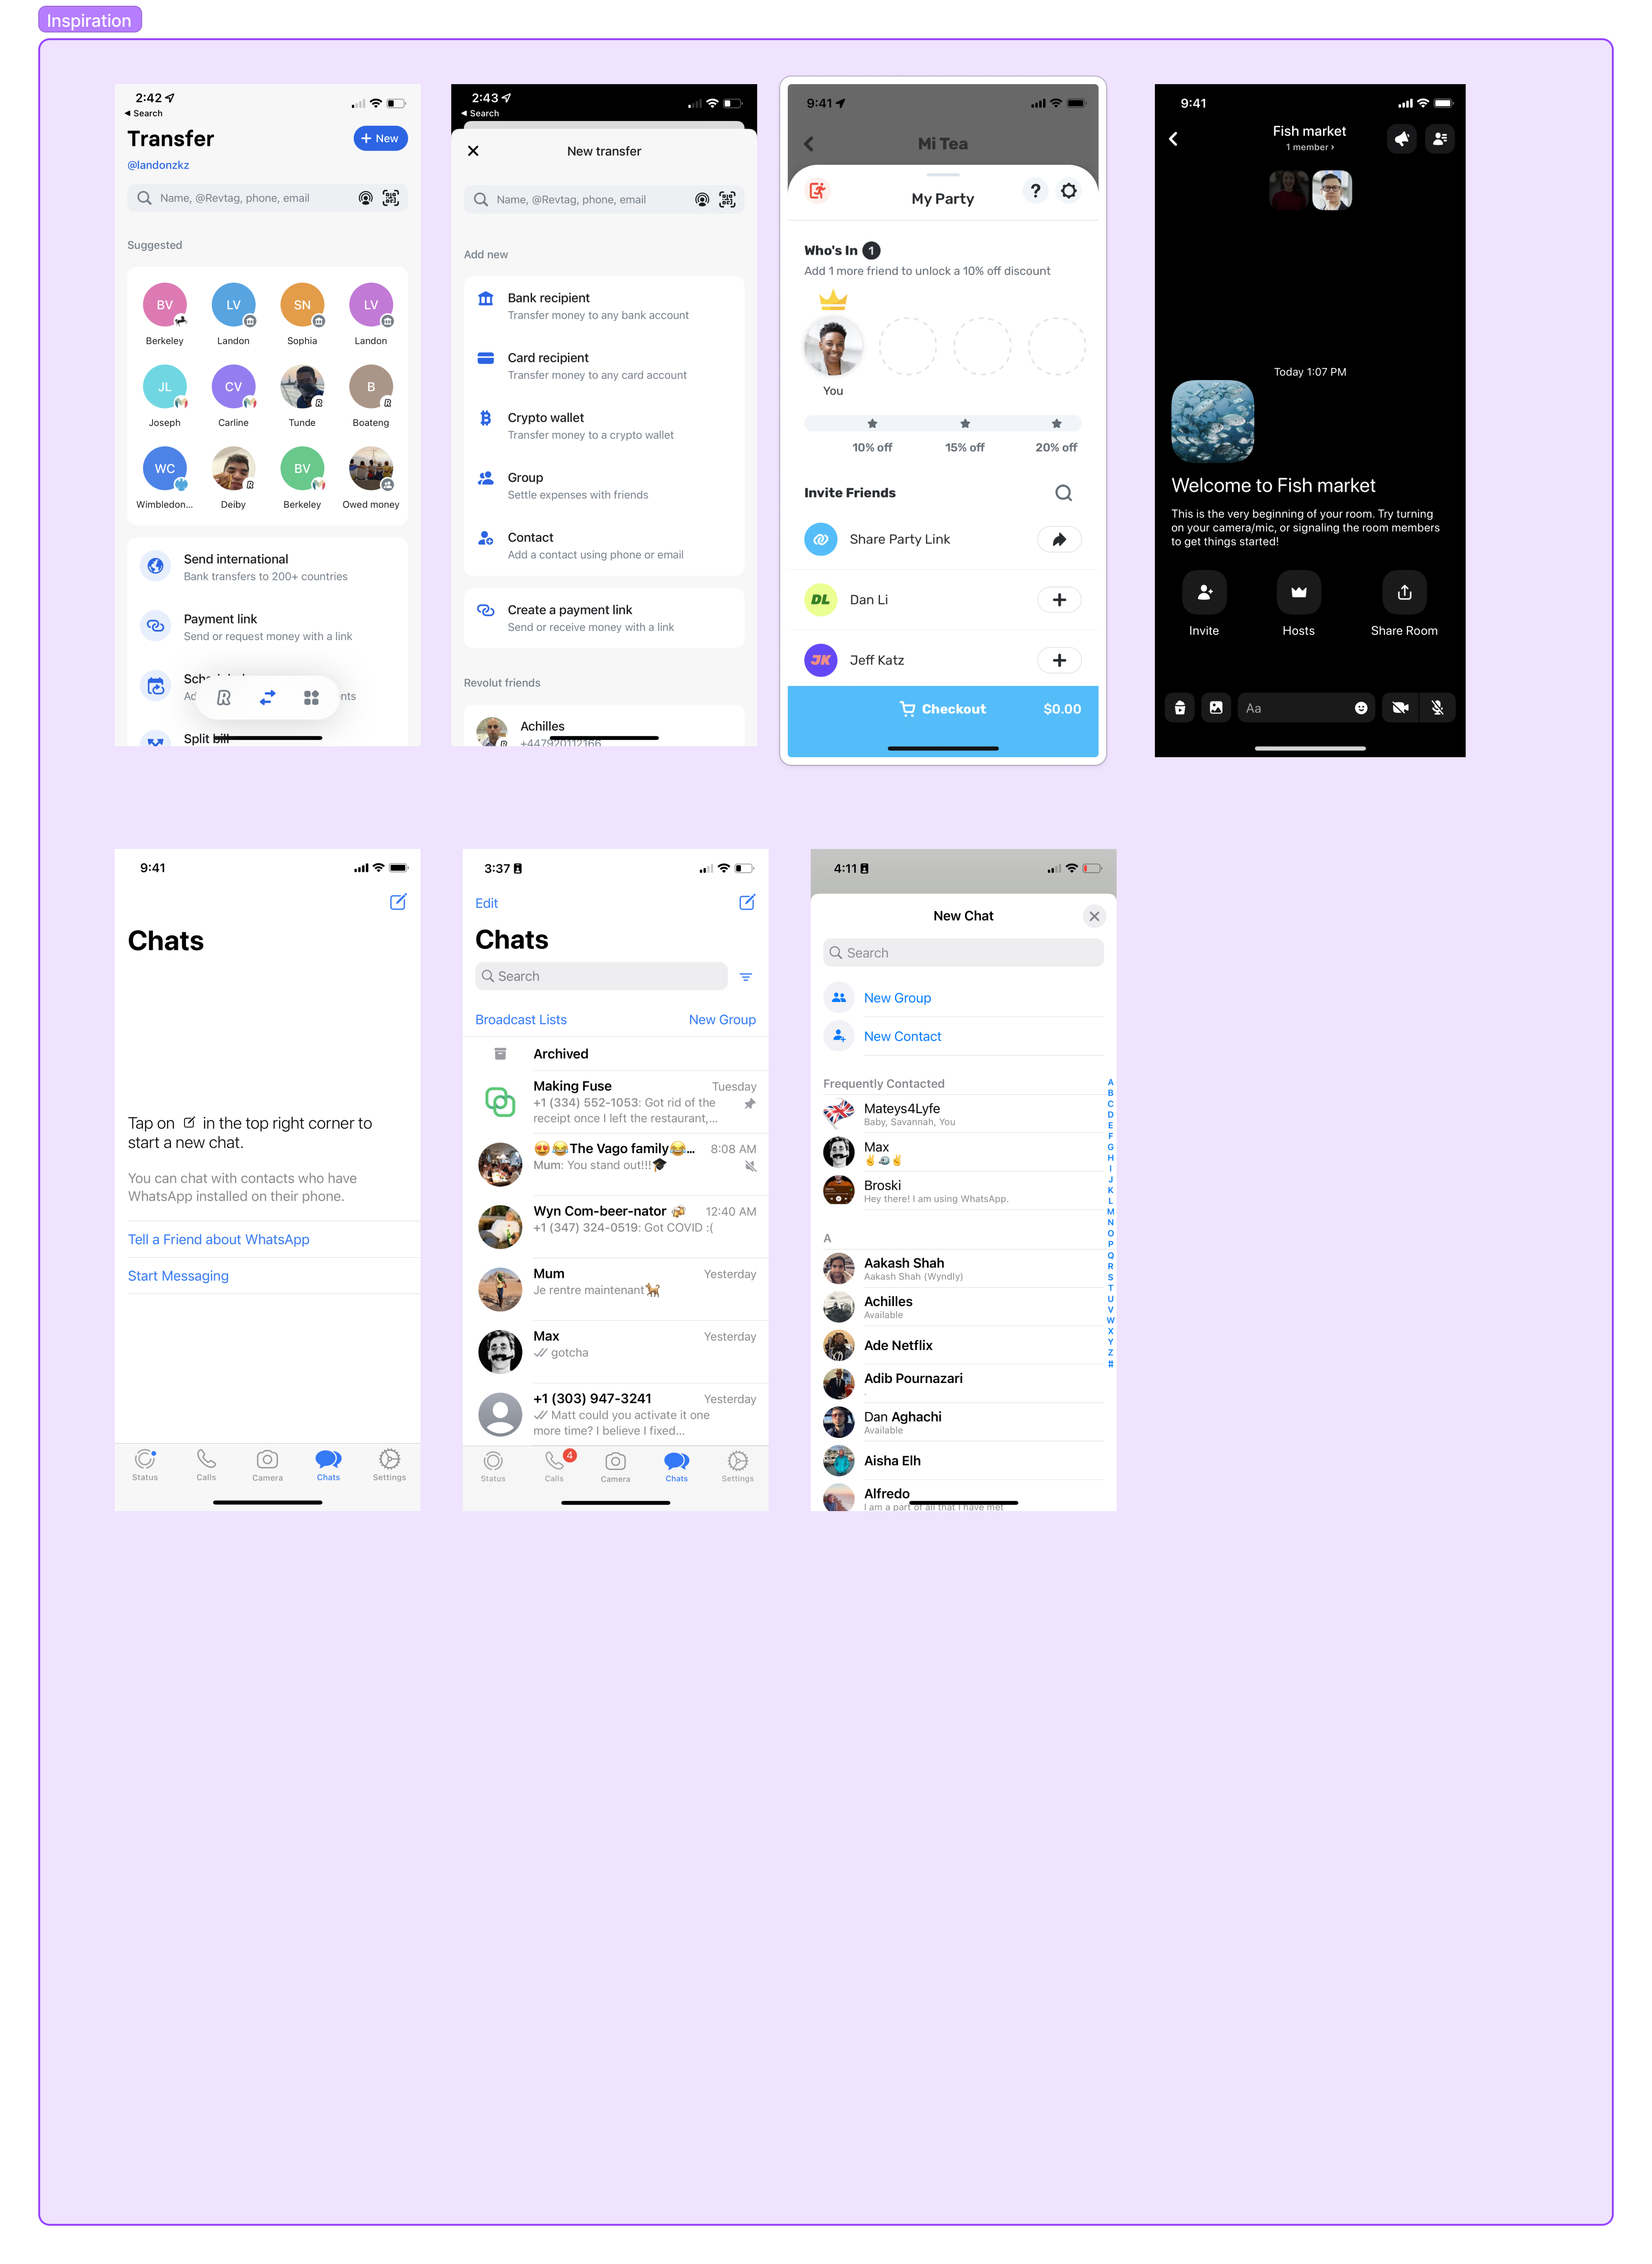 Inspiration
2:42
◀ Search
Transfer
+ New
@landonzkz
Name, @Revtag, phone, email
Suggested
BV
LV
SN
LV
Berkeley
Landon
Sophia
Landon
JL
CV
B
Joseph
Carline
Tunde
Boateng
WC
BV
Wimbledon...
Deiby
Berkeley
Owed money
Send international
Bank transfers to 200+ countries
Payment link
Send or request money with a link
Split bill
2:43
◀ Search
New transfer
Name, @Revtag, phone, email
Add new
Bank recipient
Transfer money to any bank account
Card recipient
Transfer money to any card account
Crypto wallet
Transfer money to a crypto wallet
Group
Settle expenses with friends
Contact
Add a contact using phone or email
Create a payment link
Send or receive money with a link
Revolut friends
Achilles
+447920112166
9:41
Mi Tea
My Party
?
Who's In 1
Add 1 more friend to unlock a 10% off discount
You
10% off
15% off
20% off
Invite Friends
Share Party Link
DL
Dan Li
JK
Jeff Katz
Checkout
$0.00
9:41
Fish market
1 member ›
Today 1:07 PM
Welcome to Fish market
This is the very beginning of your room. Try turning
on your camera/mic, or signaling the room members
to get things started!
Invite
Hosts
Share Room
Aa
9:41
Chats
Tap on in the top right corner to
start a new chat.
You can chat with contacts who have
WhatsApp installed on their phone.
Tell a Friend about WhatsApp
Start Messaging
Status
Calls
Camera
Chats
Settings
3:37
Edit
Chats
Search
Broadcast Lists
New Group
Archived
Making Fuse
Tuesday
+1 (334) 552-1053: Got rid of the
receipt once I left the restaurant,...
😍😂The Vago family😂...
8:08 AM
Mum: You stand out!!!🎓
Wyn Com-beer-nator 🍻
12:40 AM
+1 (347) 324-0519: Got COVID :(
Mum
Yesterday
Je rentre maintenant🐕
Max
Yesterday
gotcha
+1 (303) 947-3241
Yesterday
Matt could you activate it one
more time? I believe I fixed...
4
Status
Calls
Camera
Chats
Settings
4:11
New Chat
Search
New Group
New Contact
Frequently Contacted
Mateys4Lyfe
Baby, Savannah, You
Max
Broski
Hey there! I am using WhatsApp.
A
Aakash Shah
Aakash Shah (Wyndly)
Achilles
Available
Ade Netflix
Adib Pournazari
.
Dan Aghachi
Available
Aisha Elh
Alfredo
I am a part of all that I have met
A
B
C
D
E
F
G
H
I
J
K
L
M
N
O
P
Q
R
S
T
U
V
W
X
Y
Z
#